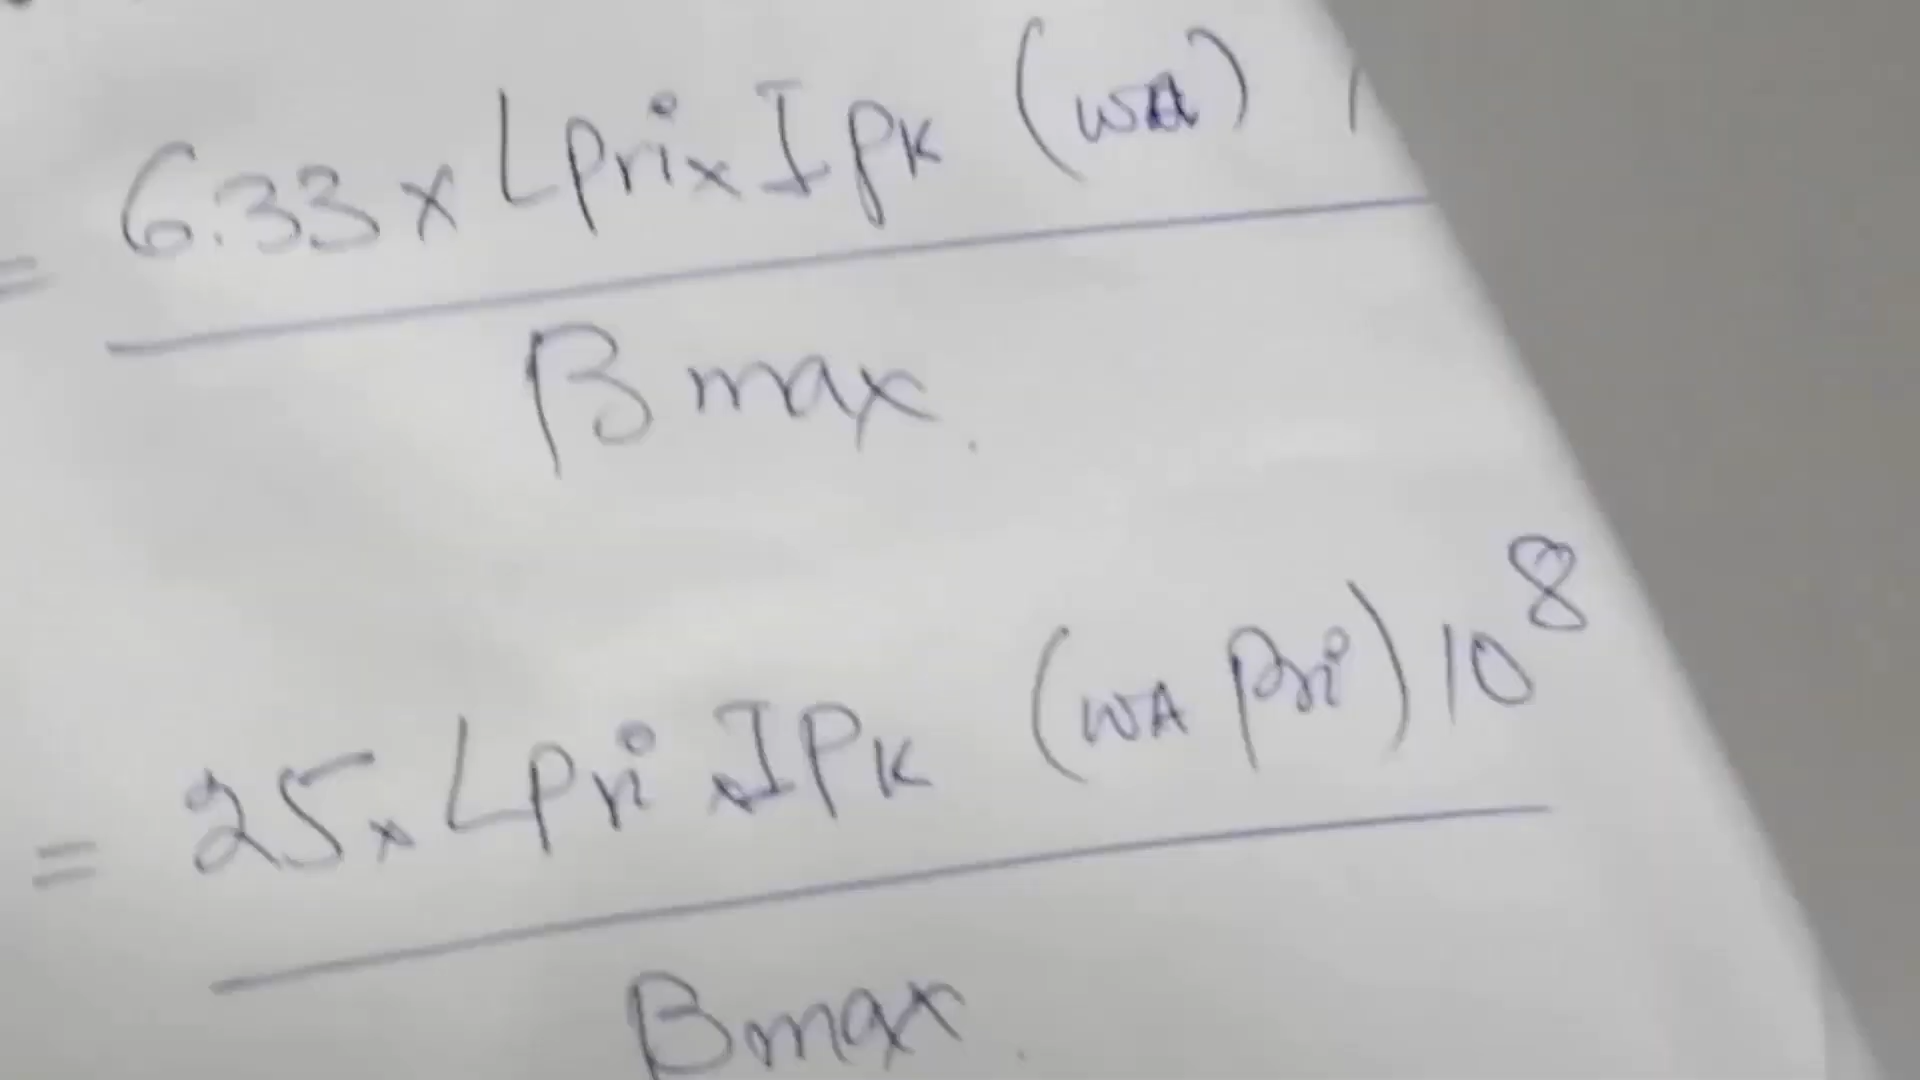 = 6.33 x Lpri x Ipk (wa)
Bmax.
= 25 x Lpri x IPk (wA pri) 10^8
Bmax.